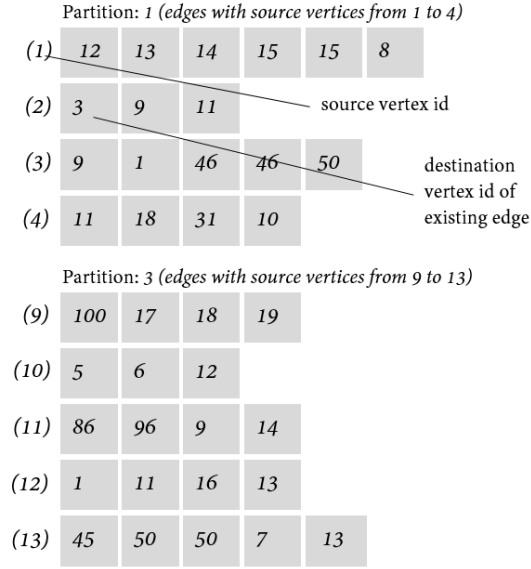 Partition: 1 (edges with source vertices from 1 to 4)
(1) 12 13 14 15 15 8
(2) 3 9 11
source vertex id
(3) 9 1 46 46 50
destination
vertex id of
existing edge
(4) 11 18 31 10
Partition: 3 (edges with source vertices from 9 to 13)
(9) 100 17 18 19
(10) 5 6 12
(11) 86 96 9 14
(12) 1 11 16 13
(13) 45 50 50 7 13